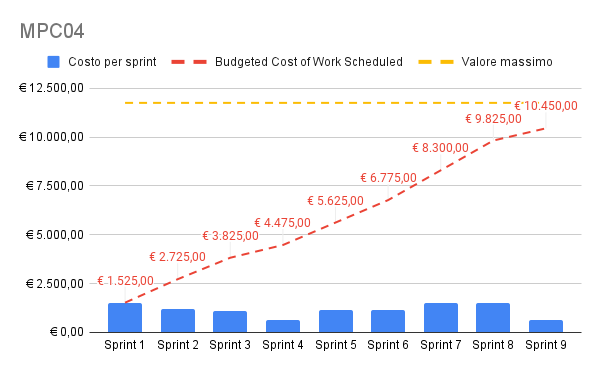 MPC04
Costo per sprint
Budgeted Cost of Work Scheduled
Valore massimo
€ 12.500,00
€ 10.000,00
€ 7.500,00
€ 5.000,00
€ 2.500,00
€ 0,00
€ 1.525,00
€ 2.725,00
€ 3.825,00
€ 4.475,00
€ 5.625,00
€ 6.775,00
€ 8.300,00
€ 9.825,00
€ 10.450,00
Sprint 1
Sprint 2
Sprint 3
Sprint 4
Sprint 5
Sprint 6
Sprint 7
Sprint 8
Sprint 9